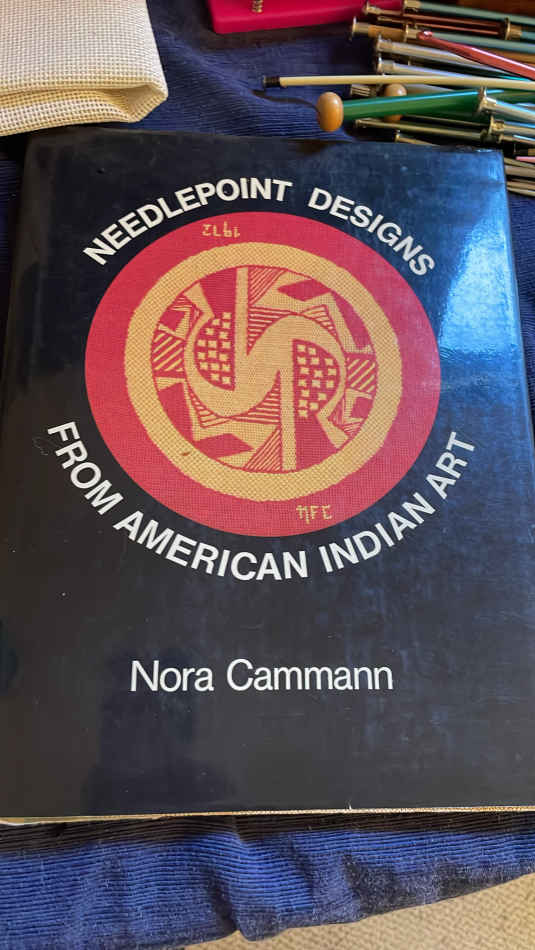 NEEDLEPOINT DESIGNS
1972
NFC
FROM AMERICAN INDIAN ART
Nora Cammann